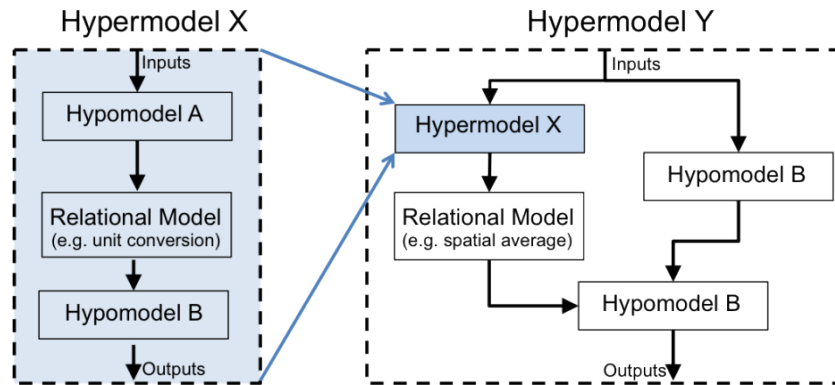 Hypermodel X
Inputs
Hypomodel A
Relational Model
(e.g. unit conversion)
Hypomodel B
Outputs
Hypermodel Y
Inputs
Hypermodel X
Hypomodel B
Relational Model
(e.g. spatial average)
Hypomodel B
Outputs